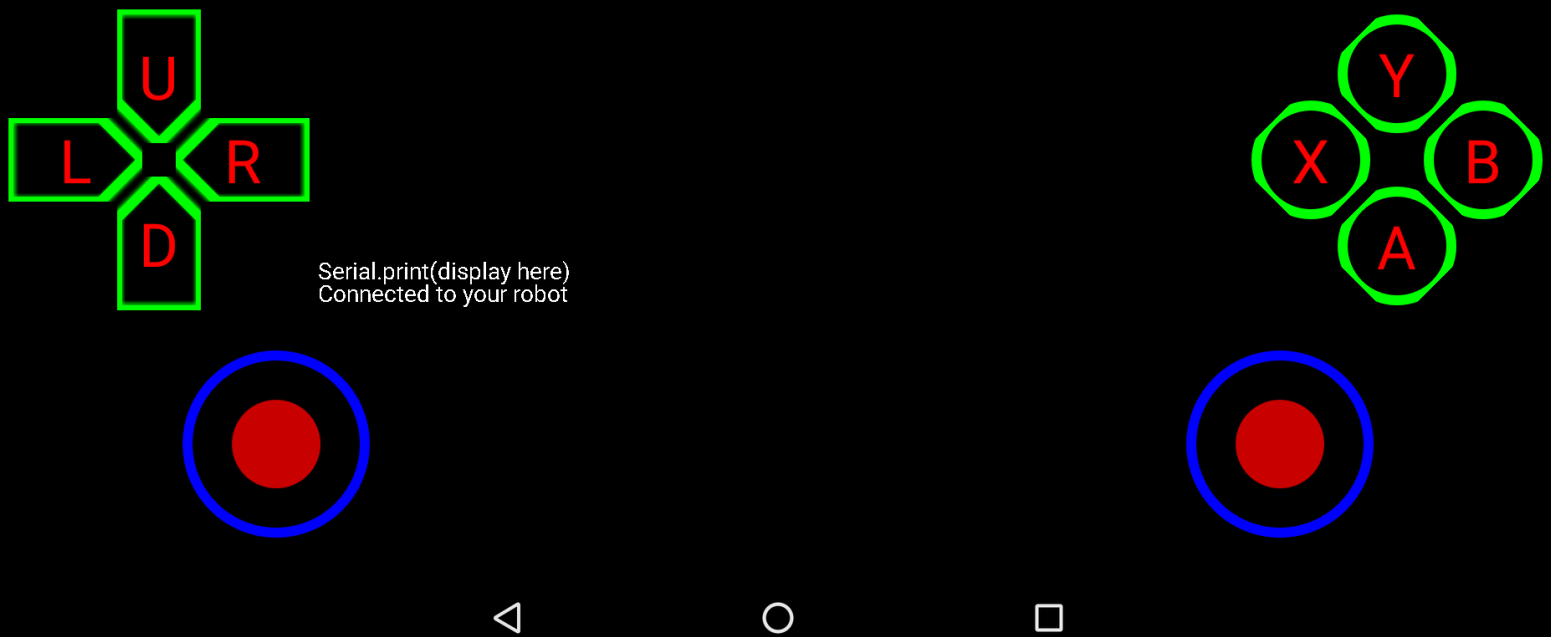 U
L
R
D
Y
X
B
A
Serial.print(display here)
Connected to your robot